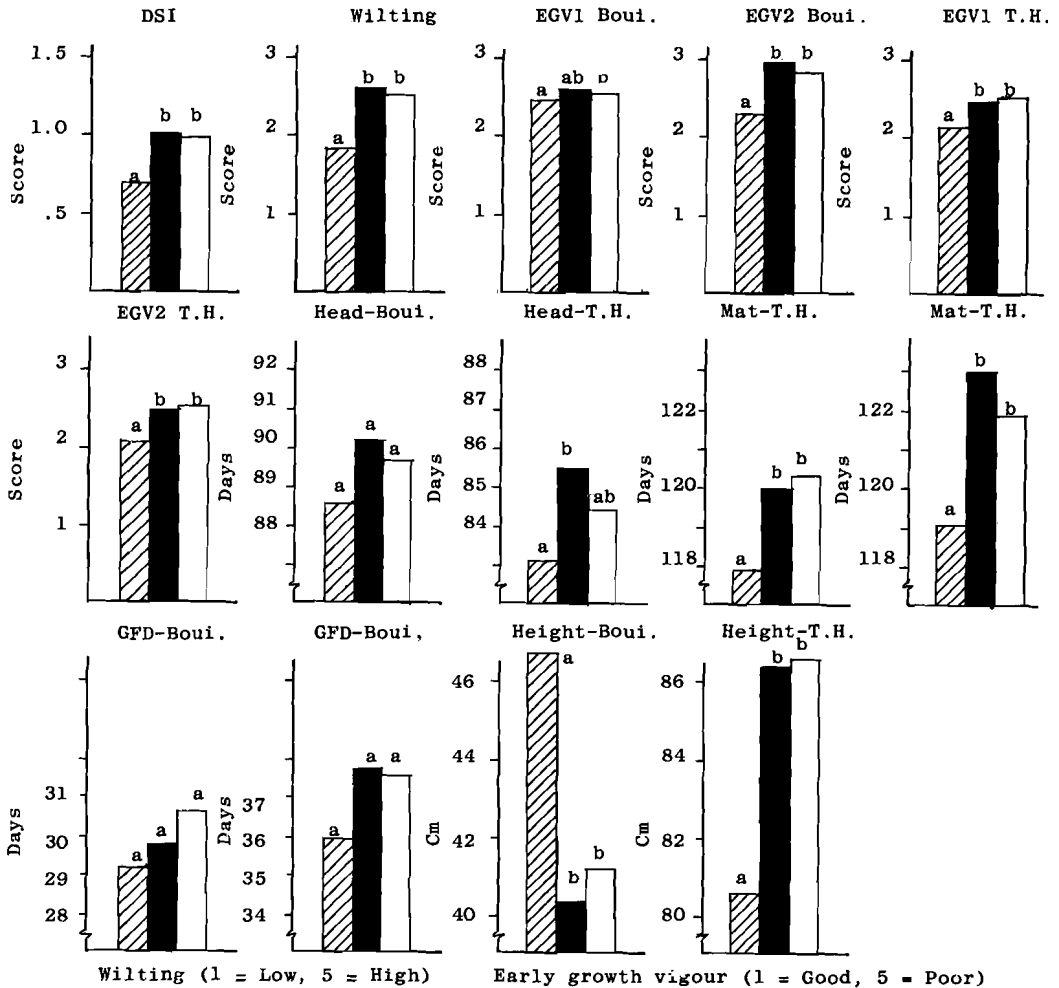 DSI Wilting EGV1 Boui. EGV2 Boui. EGV1 T.H.
Score 1.5 1.0 .5 a b b
Score 3 2 1 a b b
Score 3 2 1 a ab b
Score 3 2 1 a b b
Score 3 2 1 a b b
EGV2 T.H. Head-Boui. Head-T.H. Mat-T.H. Mat-T.H.
Score 3 2 1 a b b
Days 92 91 90 89 88 a a a
Days 88 87 86 85 84 a b ab
Days 122 120 118 a b b
122 120 118 a b b
GFD-Boui. GFD-Boui, Height-Boui. Height-T.H.
Days 31 30 29 28 a a a
Days 37 36 35 34 a a a
Cm 46 44 42 40 a b b
Cm 86 84 82 80 a b b
Wilting (1 = Low, 5 = High) Early growth vigour (1 = Good, 5 = Poor)